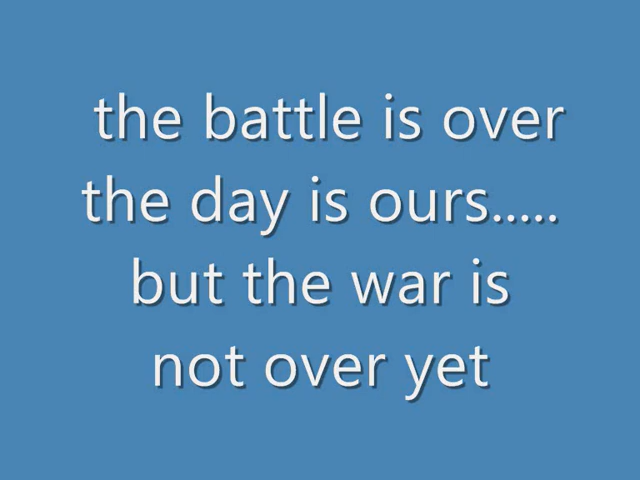 the battle is over
the day is ours.....
but the war is
not over yet